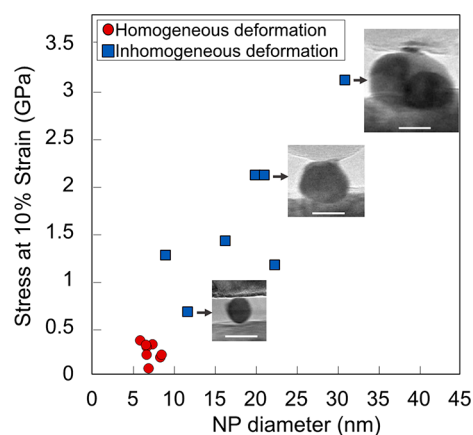 Homogeneous deformation
Inhomogeneous deformation
Stress at 10% Strain (GPa)
3.5
3
2.5
2
1.5
1
0.5
0
0 5 10 15 20 25 30 35 40 45
NP diameter (nm)